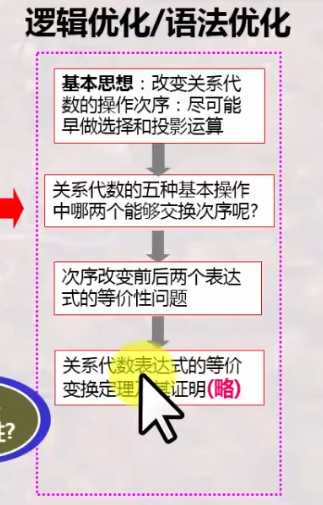 逻辑优化/语法优化
基本思想：改变关系代
数的操作次序：尽可能
早做选择和投影运算
关系代数的五种基本操作
中哪两个能够交换次序呢?
次序改变前后两个表达
式的等价性问题
关系代数表达式的等价
变换定理及其证明(略)
?